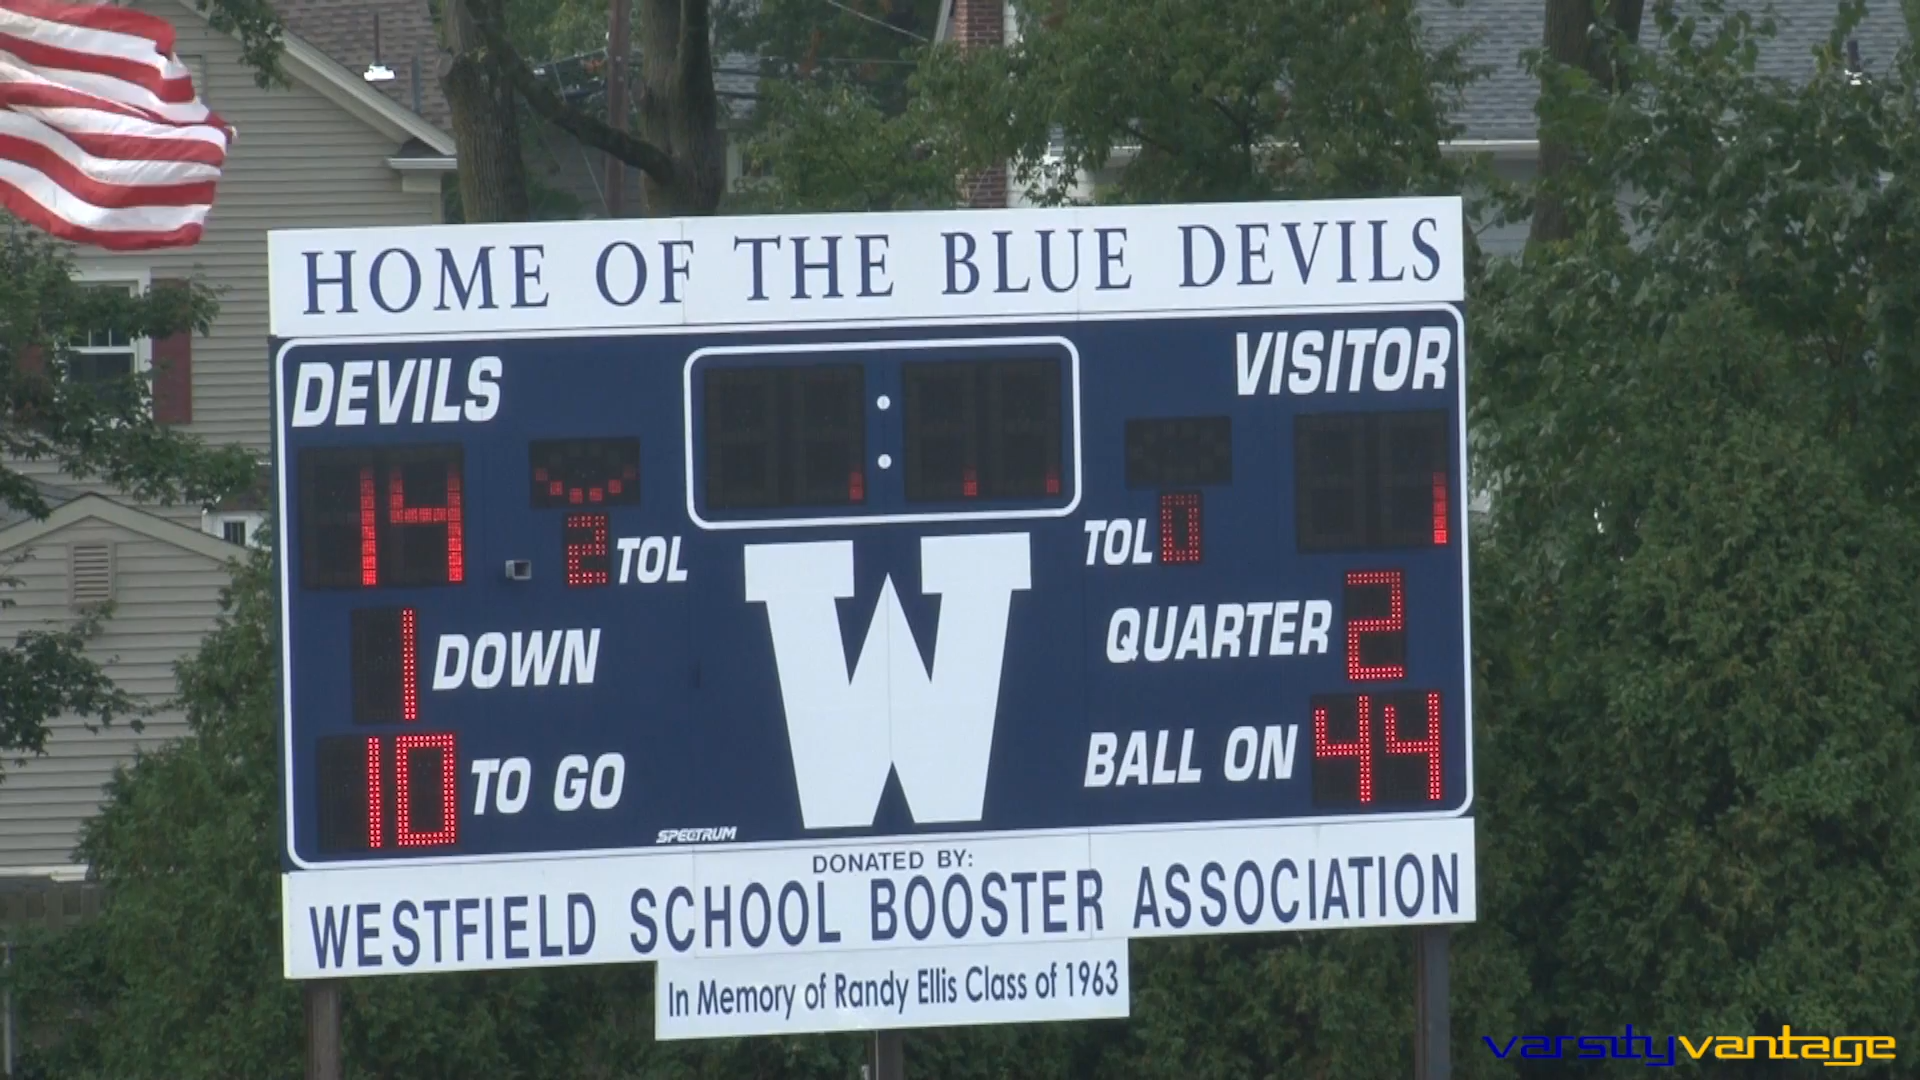 HOME OF THE BLUE DEVILS
DEVILS
:
VISITOR
14
2 TOL
TOL 0
1 DOWN
QUARTER 2
10 TO GO
BALL ON 44
W
SPECTRUM
DONATED BY:
WESTFIELD SCHOOL BOOSTER ASSOCIATION
In Memory of Randy Ellis Class of 1963
varsityvantage